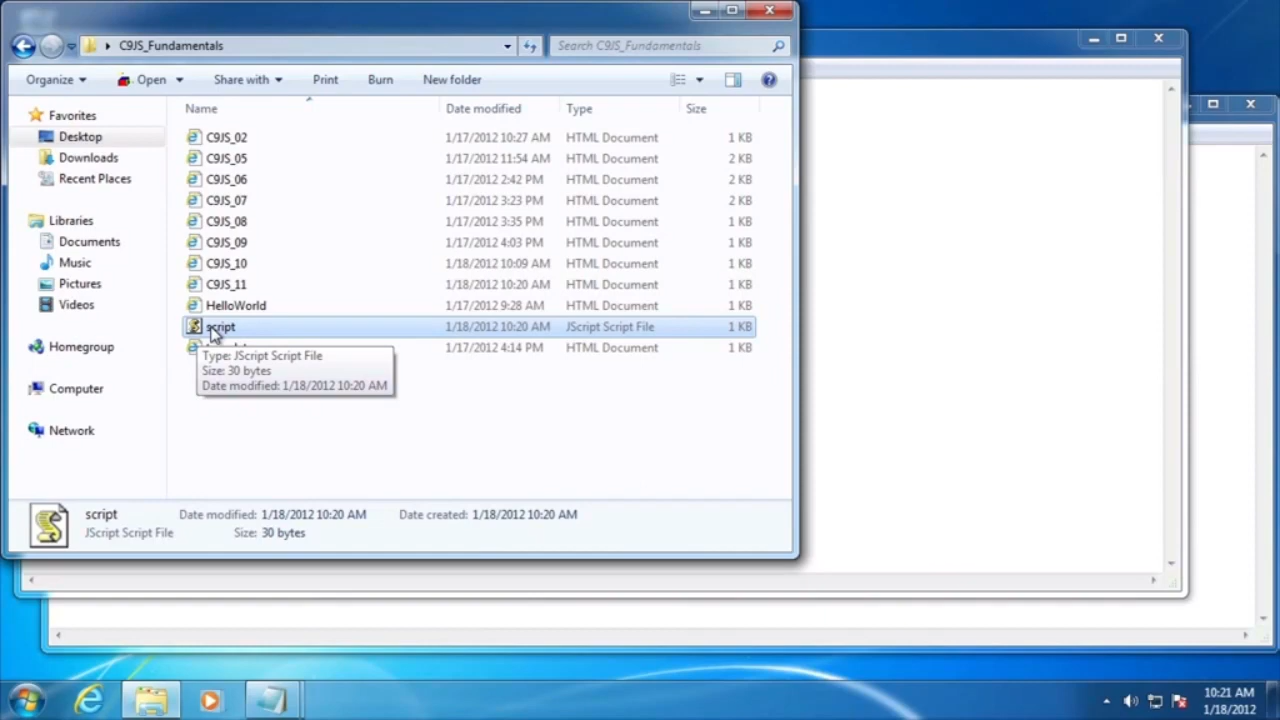 C9JS_Fundamentals
Search C9JS_Fundamentals
Organize Open Share with Print Burn New folder
Favorites
Desktop
Downloads
Recent Places
Libraries
Documents
Music
Pictures
Videos
Homegroup
Computer
Network
Name Date modified Type Size
C9JS_02 1/17/2012 10:27 AM HTML Document 1 KB
C9JS_05 1/17/2012 11:54 AM HTML Document 2 KB
C9JS_06 1/17/2012 2:42 PM HTML Document 2 KB
C9JS_07 1/17/2012 3:23 PM HTML Document 2 KB
C9JS_08 1/17/2012 3:35 PM HTML Document 1 KB
C9JS_09 1/17/2012 4:03 PM HTML Document 1 KB
C9JS_10 1/18/2012 10:09 AM HTML Document 1 KB
C9JS_11 1/18/2012 10:20 AM HTML Document 1 KB
HelloWorld 1/17/2012 9:28 AM HTML Document 1 KB
script 1/18/2012 10:20 AM JScript Script File 1 KB
1/17/2012 4:14 PM HTML Document 1 KB
Type: JScript Script File
Size: 30 bytes
Date modified: 1/18/2012 10:20 AM
script Date modified: 1/18/2012 10:20 AM Date created: 1/18/2012 10:20 AM
JScript Script File Size: 30 bytes
10:21 AM
1/18/2012